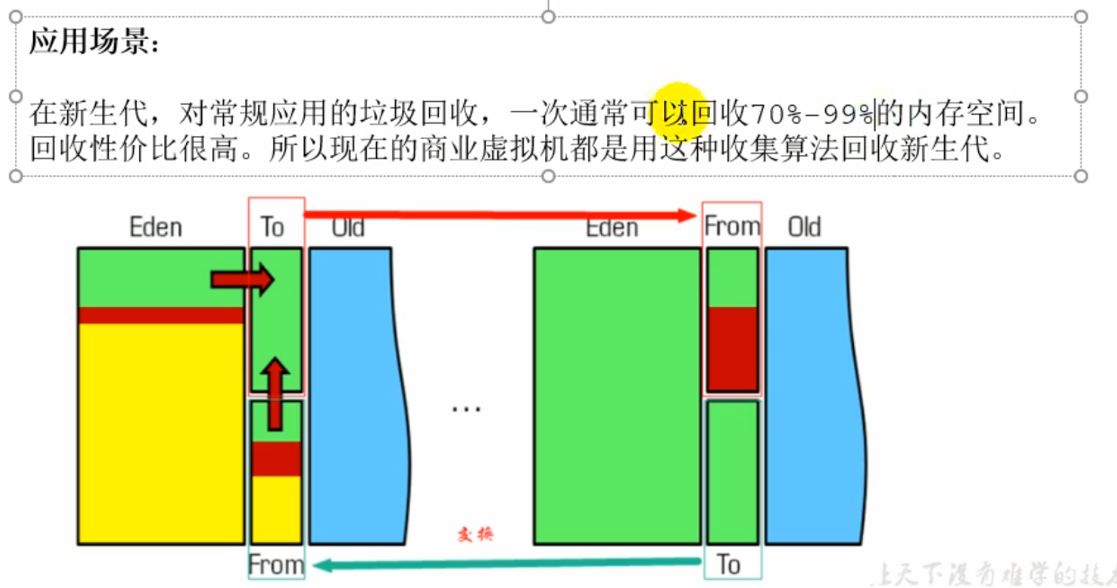 应用场景：
在新生代，对常规应用的垃圾回收，一次通常可以回收70%-99%的内存空间。
回收性价比很高。所以现在的商业虚拟机都是用这种收集算法回收新生代。
Eden To Old Eden From Old
...
交换
From To
上天下没有难学的技